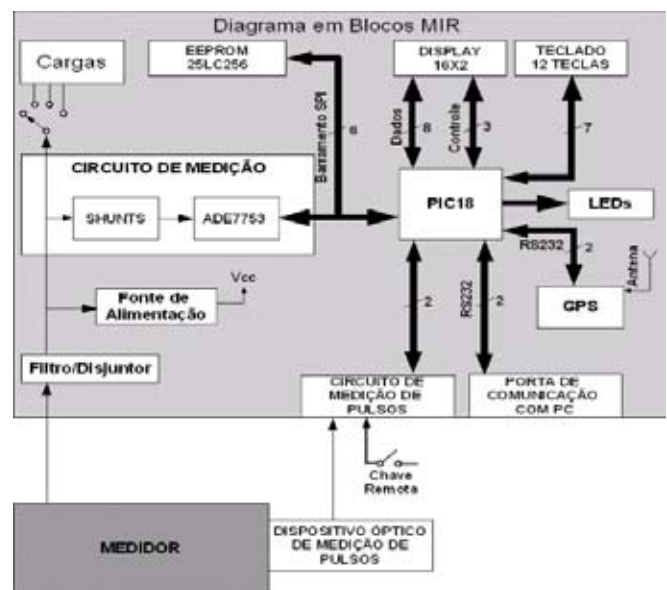 Diagrama em Blocos MIR
Cargas
EEPROM
25LC256
DISPLAY
16X2
TECLADO
12 TECLAS
Barramento SPI
6
Dados
8
Controle
3
7
CIRCUITO DE MEDIÇÃO
SHUNTS
ADE7753
PIC18
LEDs
RS232
2
Antena
GPS
Vcc
Fonte de
Alimentação
2
RS232
2
Filtro/Disjuntor
CIRCUITO DE
MEDIÇÃO DE
PULSOS
PORTA DE
COMUNICAÇÃO
COM PC
Chave
Remota
MEDIDOR
DISPOSITIVO ÓPTICO
DE MEDIÇÃO DE
PULSOS